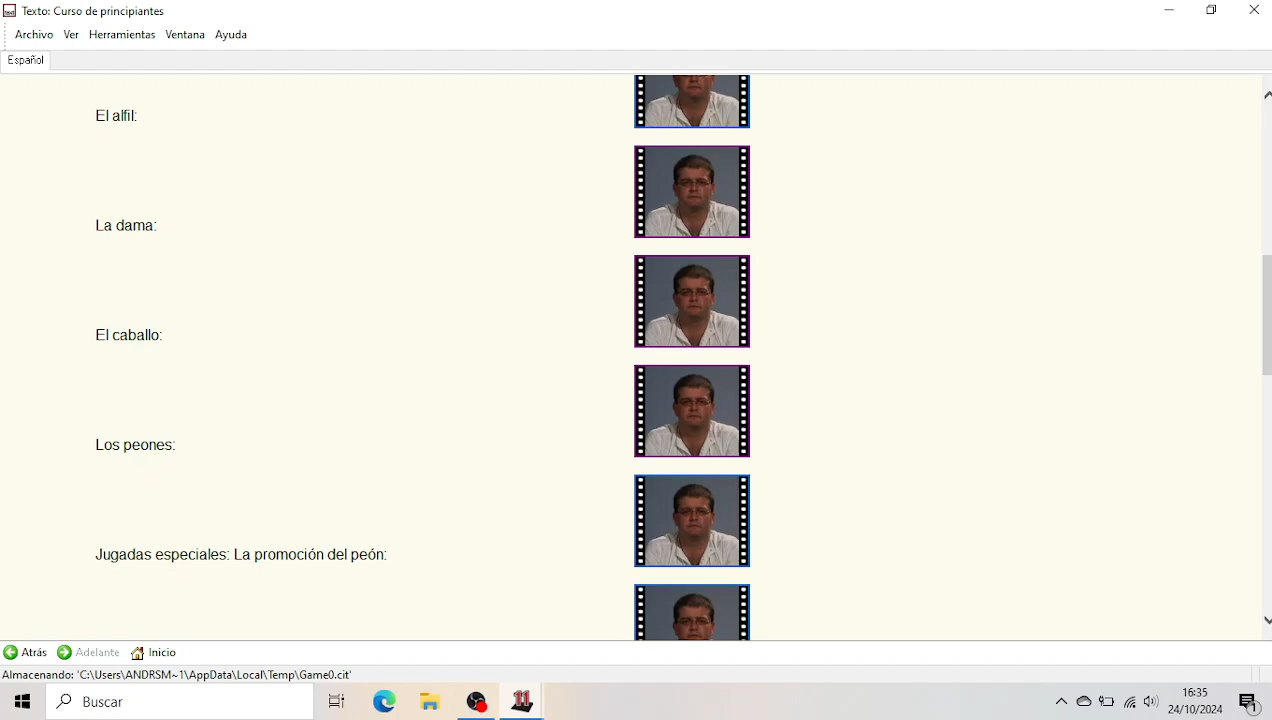 Texto: Curso de principiantes
Archivo Ver Herramientas Ventana Ayuda
Español
El alfil:
La dama:
El caballo:
Los peones:
Jugadas especiales: La promoción del peón:
Atrás Adelante Inicio
Almacenando: 'C:\Users\ANDRSM~1\AppData\Local\Temp\Game0.cit'
Buscar
11
16:35
24/10/2024
1